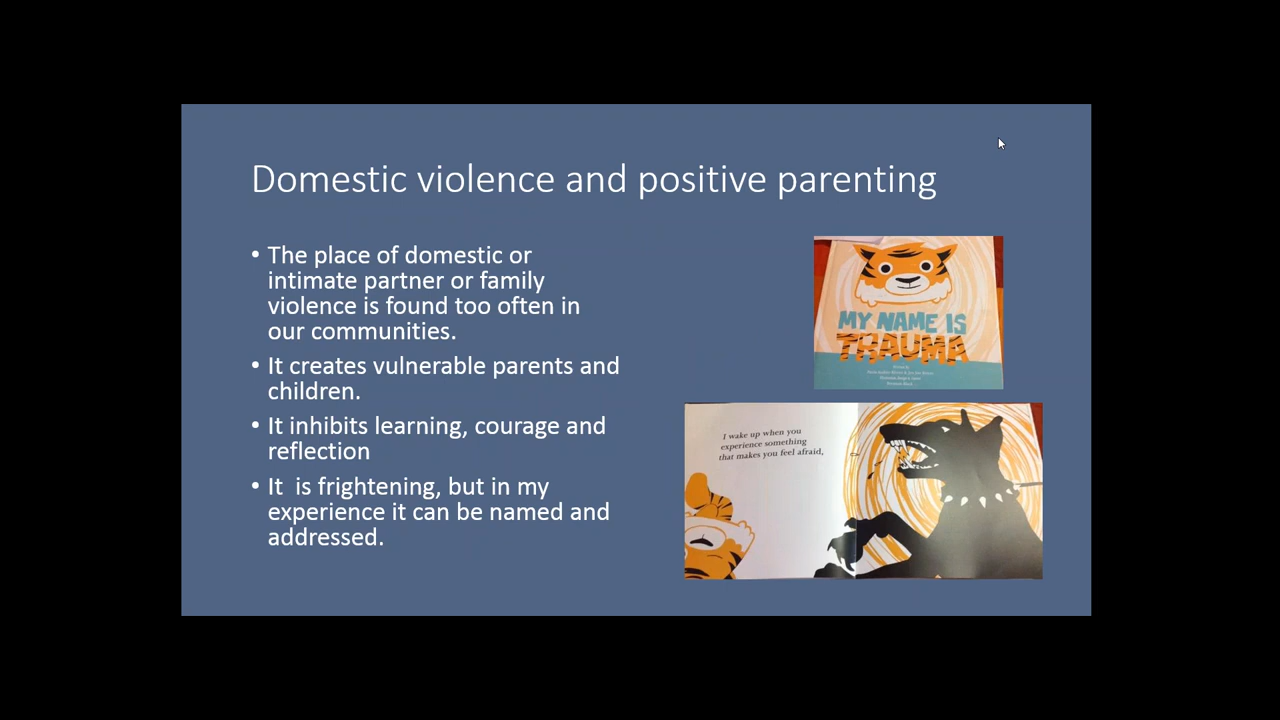 Domestic violence and positive parenting
• The place of domestic or
intimate partner or family
violence is found too often in
our communities.
• It creates vulnerable parents and
children.
• It inhibits learning, courage and
reflection
• It  is frightening, but in my
experience it can be named and
addressed.
MY NAME IS
TRAUMA
I wake up when you
experience something
that makes you feel afraid,